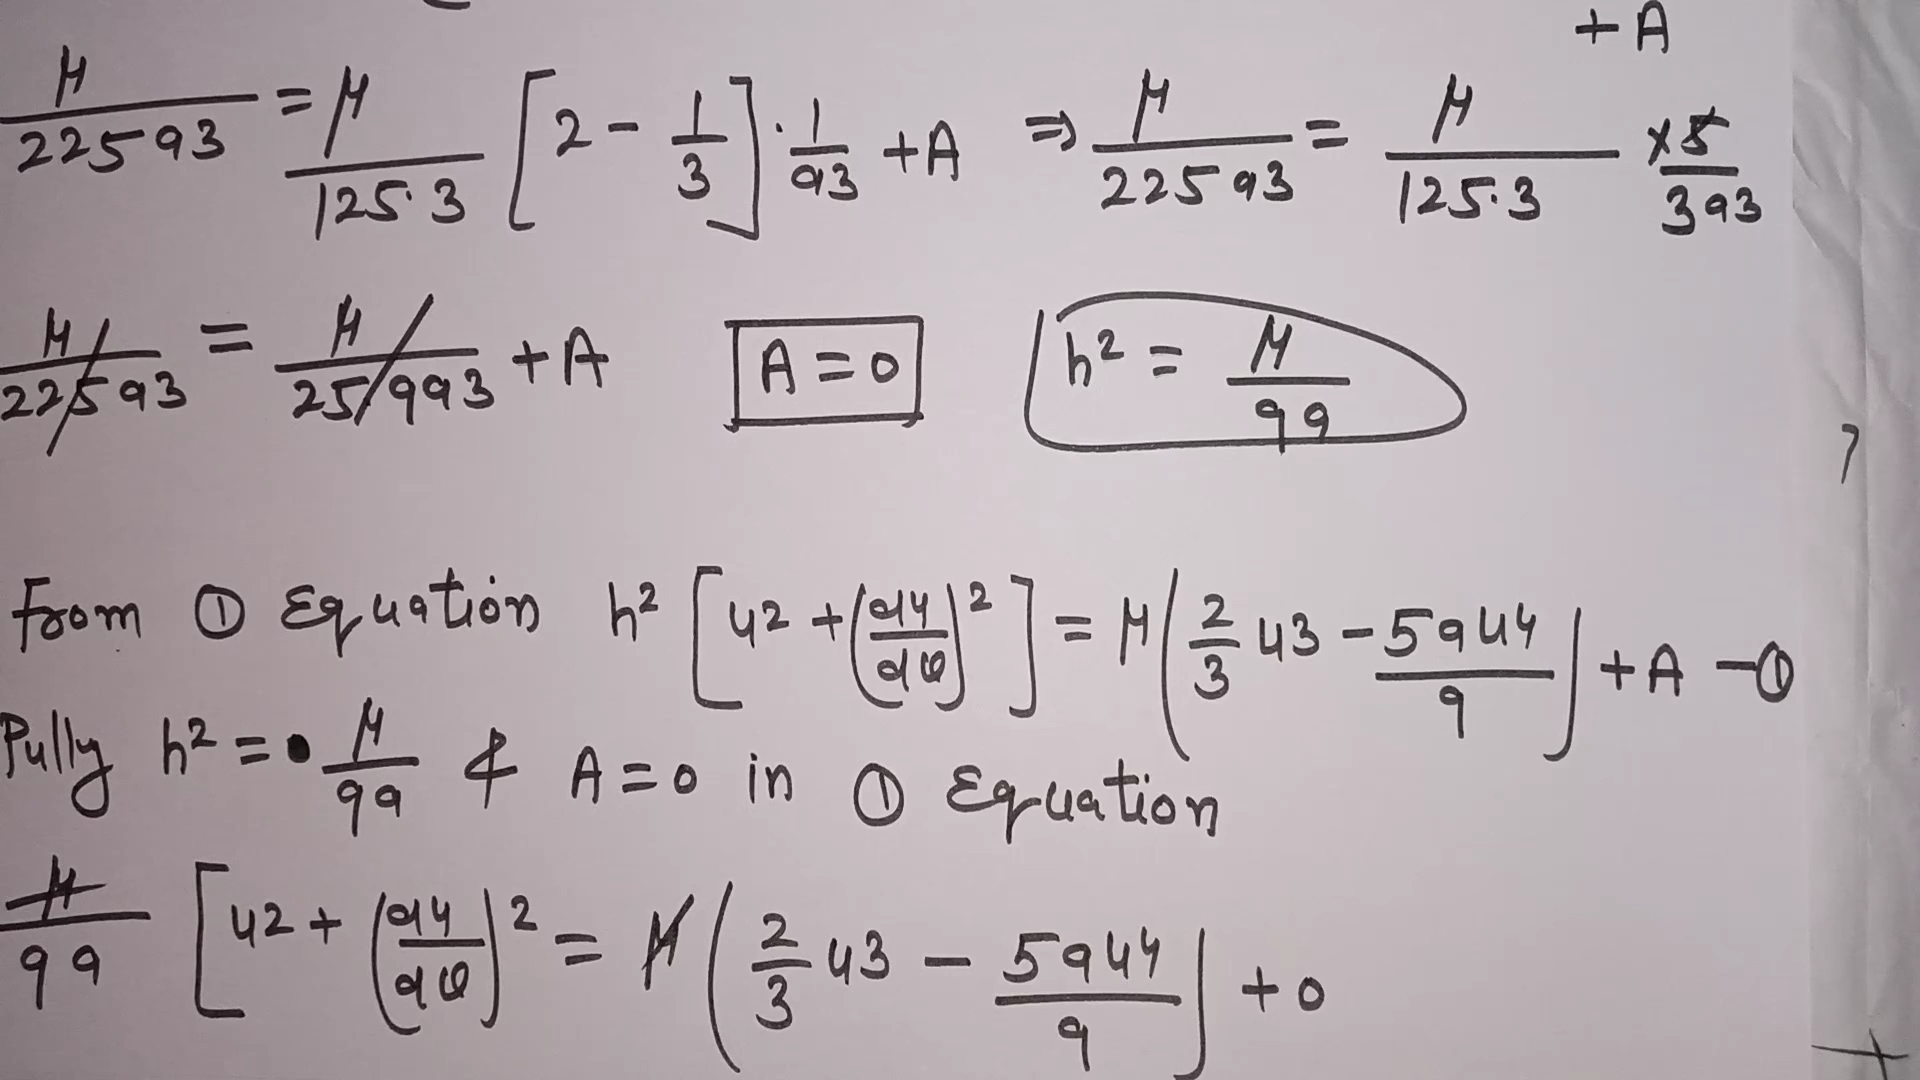 + A
μ/225a3 = μ/125·3 [2 - 1/3] · 1/a3 + A ⇒ μ/225a3 = μ/125·3 × 5/3a3
μ/225a3 = μ/25/9a3 + A  A = 0  h2 = μ/9a
From ① Equation h2 [u2 + (du/dθ)2] = μ(2/3 u3 - 5au4/9) + A - ①
Pully h2 = μ/9a & A = 0 in ① Equation
μ/9a [u2 + (du/dθ)2 = μ(2/3 u3 - 5au4/9) + 0